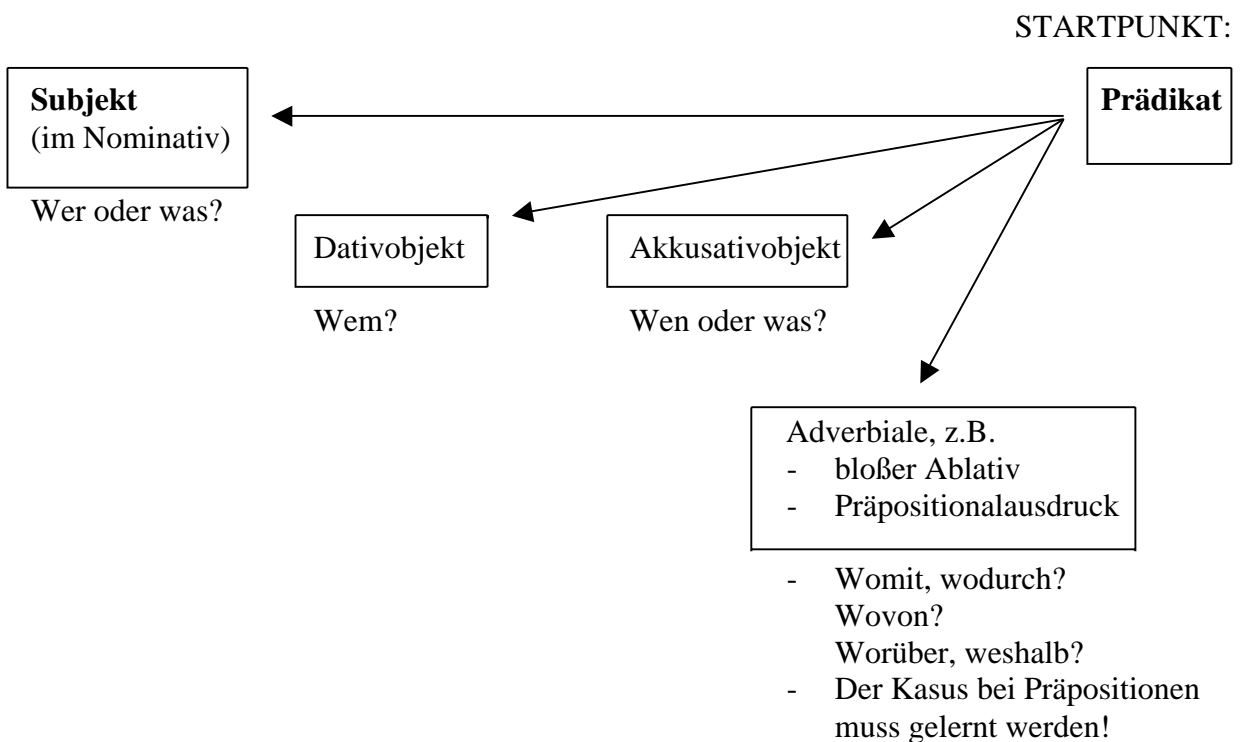 STARTPUNKT:
Subjekt
(im Nominativ)
Prädikat
Wer oder was?
Dativobjekt
Akkusativobjekt
Wem?
Wen oder was?
Adverbiale, z.B.
- bloßer Ablativ
- Präpositionalausdruck
- Womit, wodurch?
Wovon?
Worüber, weshalb?
- Der Kasus bei Präpositionen
muss gelernt werden!